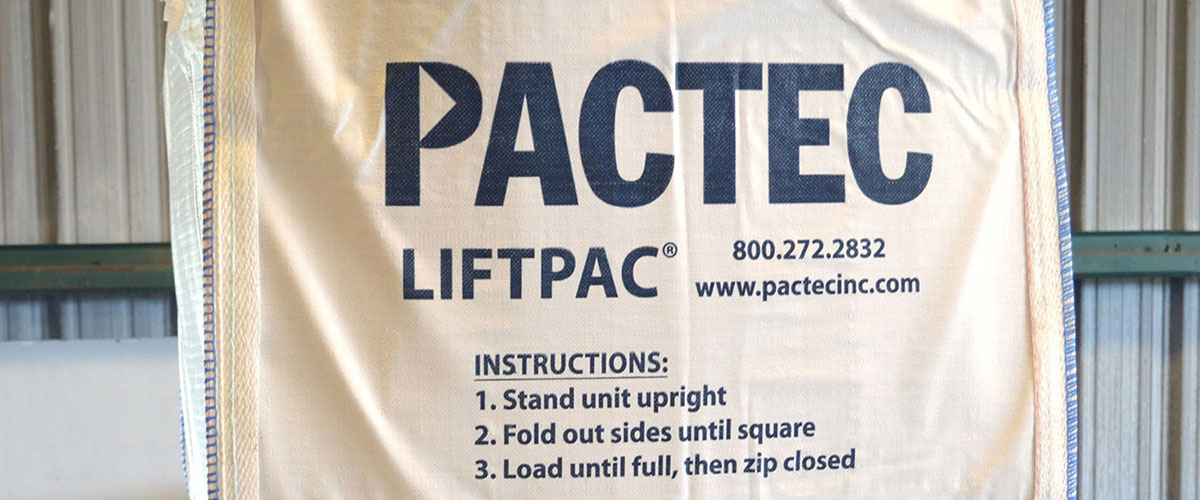 PACTEC
LIFTPAC® 800.272.2832
www.pactecinc.com
INSTRUCTIONS:
1. Stand unit upright
2. Fold out sides until square
3. Load until full, then zip closed